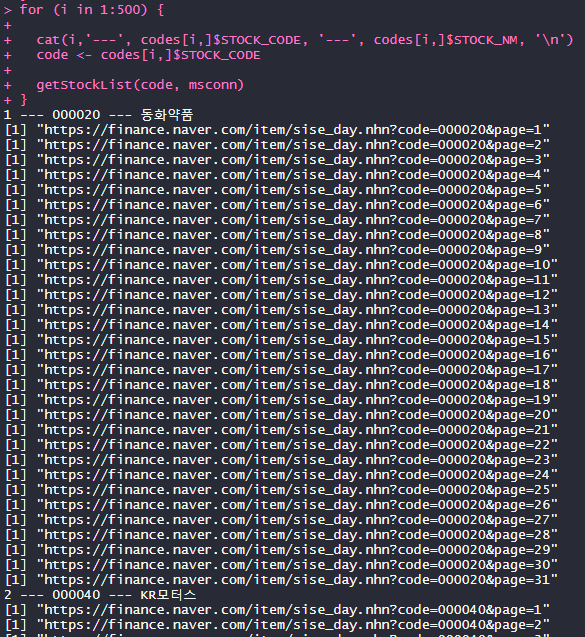 > for (i in 1:500) {
+
+   cat(i,'---', codes[i,]$STOCK_CODE, '---', codes[i,]$STOCK_NM, '\n')
+   code <- codes[i,]$STOCK_CODE
+
+   getStockList(code, msconn)
+ }
1 --- 000020 --- 동화약품
[1] "https://finance.naver.com/item/sise_day.nhn?code=000020&page=1"
[1] "https://finance.naver.com/item/sise_day.nhn?code=000020&page=2"
[1] "https://finance.naver.com/item/sise_day.nhn?code=000020&page=3"
[1] "https://finance.naver.com/item/sise_day.nhn?code=000020&page=4"
[1] "https://finance.naver.com/item/sise_day.nhn?code=000020&page=5"
[1] "https://finance.naver.com/item/sise_day.nhn?code=000020&page=6"
[1] "https://finance.naver.com/item/sise_day.nhn?code=000020&page=7"
[1] "https://finance.naver.com/item/sise_day.nhn?code=000020&page=8"
[1] "https://finance.naver.com/item/sise_day.nhn?code=000020&page=9"
[1] "https://finance.naver.com/item/sise_day.nhn?code=000020&page=10"
[1] "https://finance.naver.com/item/sise_day.nhn?code=000020&page=11"
[1] "https://finance.naver.com/item/sise_day.nhn?code=000020&page=12"
[1] "https://finance.naver.com/item/sise_day.nhn?code=000020&page=13"
[1] "https://finance.naver.com/item/sise_day.nhn?code=000020&page=14"
[1] "https://finance.naver.com/item/sise_day.nhn?code=000020&page=15"
[1] "https://finance.naver.com/item/sise_day.nhn?code=000020&page=16"
[1] "https://finance.naver.com/item/sise_day.nhn?code=000020&page=17"
[1] "https://finance.naver.com/item/sise_day.nhn?code=000020&page=18"
[1] "https://finance.naver.com/item/sise_day.nhn?code=000020&page=19"
[1] "https://finance.naver.com/item/sise_day.nhn?code=000020&page=20"
[1] "https://finance.naver.com/item/sise_day.nhn?code=000020&page=21"
[1] "https://finance.naver.com/item/sise_day.nhn?code=000020&page=22"
[1] "https://finance.naver.com/item/sise_day.nhn?code=000020&page=23"
[1] "https://finance.naver.com/item/sise_day.nhn?code=000020&page=24"
[1] "https://finance.naver.com/item/sise_day.nhn?code=000020&page=25"
[1] "https://finance.naver.com/item/sise_day.nhn?code=000020&page=26"
[1] "https://finance.naver.com/item/sise_day.nhn?code=000020&page=27"
[1] "https://finance.naver.com/item/sise_day.nhn?code=000020&page=28"
[1] "https://finance.naver.com/item/sise_day.nhn?code=000020&page=29"
[1] "https://finance.naver.com/item/sise_day.nhn?code=000020&page=30"
[1] "https://finance.naver.com/item/sise_day.nhn?code=000020&page=31"
2 --- 000040 --- KR모터스
[1] "https://finance.naver.com/item/sise_day.nhn?code=000040&page=1"
[1] "https://finance.naver.com/item/sise_day.nhn?code=000040&page=2"